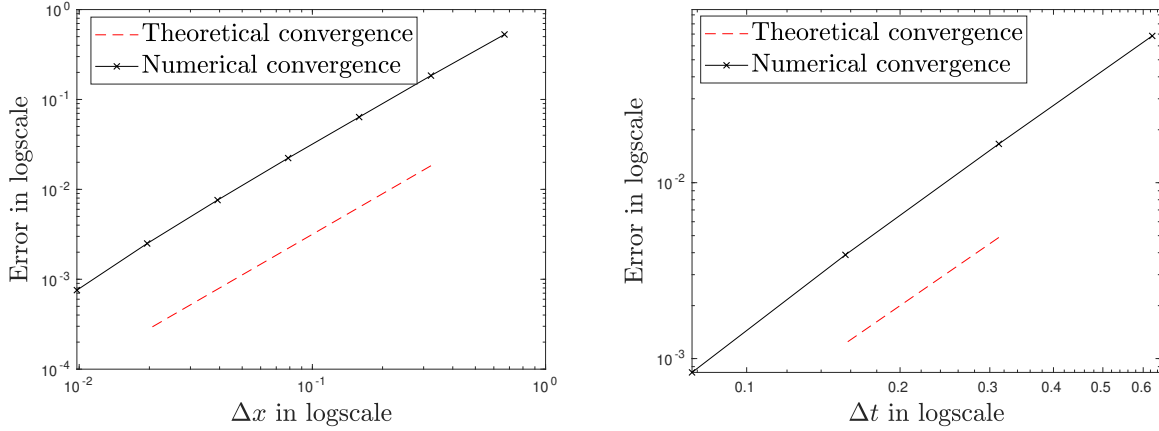 10^0
10^-1
10^-2
10^-3
10^-4
Error in logscale
Theoretical convergence
Numerical convergence
10^-2
10^-1
10^0
Δx in logscale
10^-2
10^-3
Error in logscale
Theoretical convergence
Numerical convergence
0.1
0.2
0.3
0.4
0.5
0.6
Δt in logscale